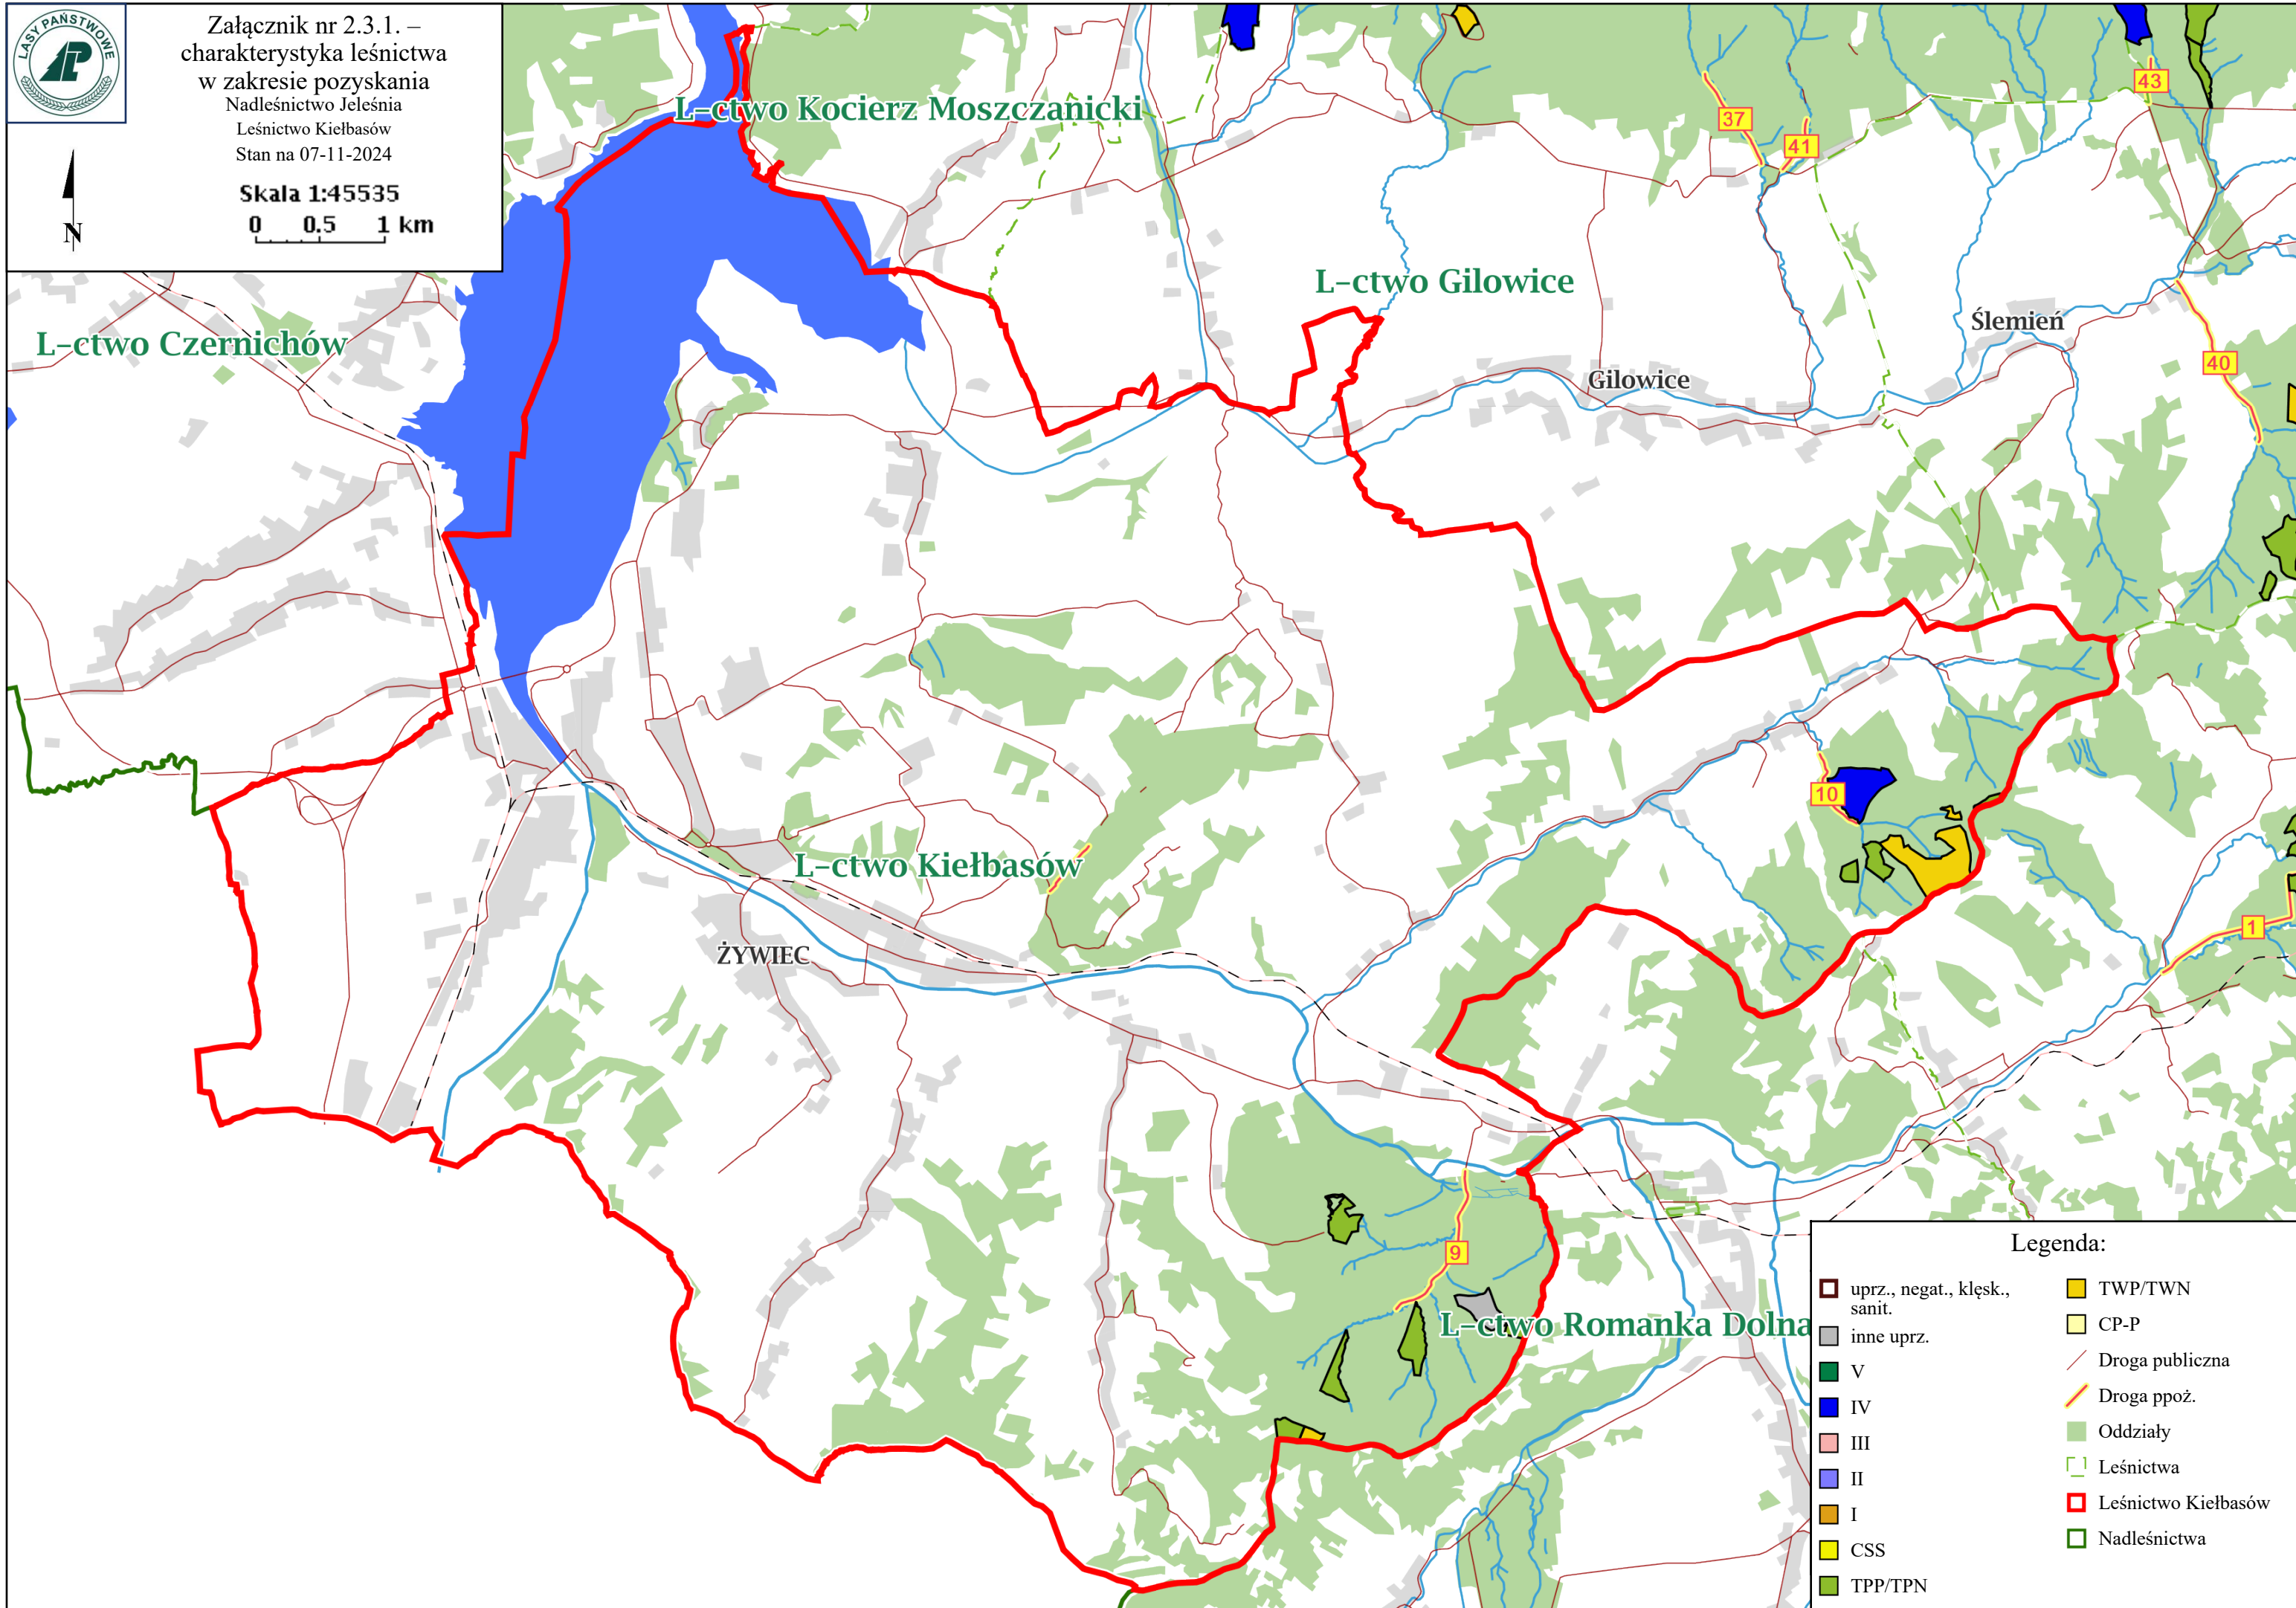 LASY PAŃSTWOWE
Załącznik nr 2.3.1. –
charakterystyka leśnictwa
w zakresie pozyskania
Nadleśnictwo Jeleśnia
Leśnictwo Kiełbasów
Stan na 07-11-2024
N
Skala 1:45535
0 0.5 1 km
L-ctwo Kocierz Moszczanicki
43
37
41
L-ctwo Gilowice
Ślemień
L-ctwo Czernichów
40
Gilowice
10
L-ctwo Kiełbasów
1
ŻYWIEC
9
L-ctwo Romanka Dolna
Legenda:
uprz., negat., klęsk.,
sanit.
inne uprz.
V
IV
III
II
I
CSS
TPP/TPN
TWP/TWN
CP-P
Droga publiczna
Droga ppoż.
Oddziały
Leśnictwa
Leśnictwo Kiełbasów
Nadleśnictwa